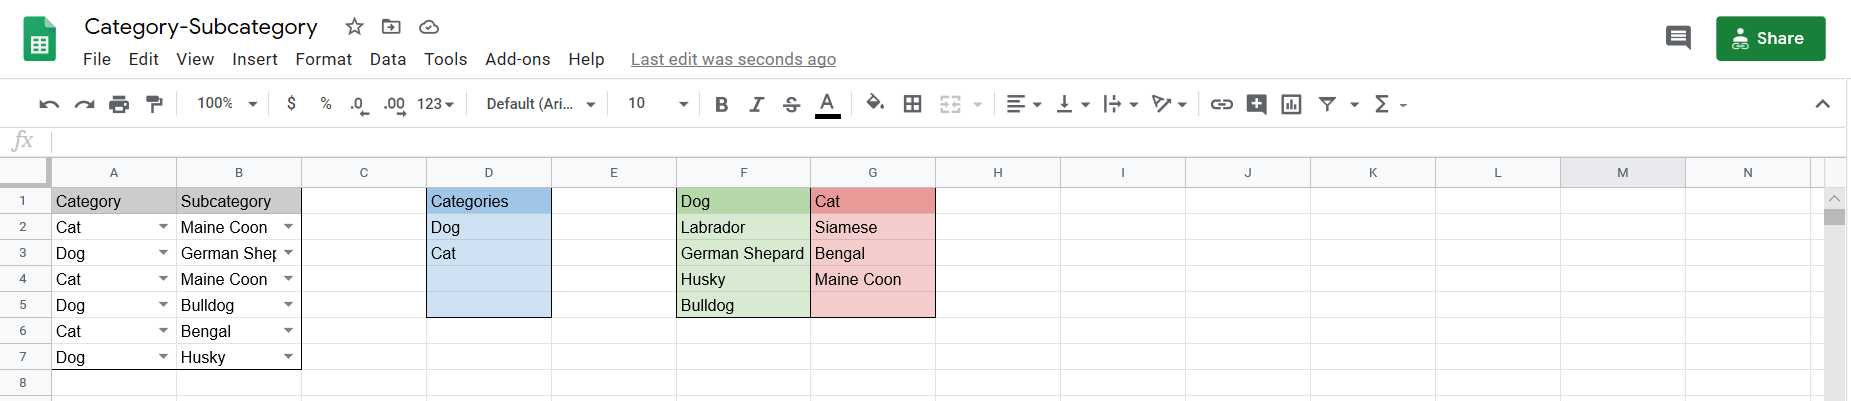 Category-Subcategory
File Edit View Insert Format Data Tools Add-ons Help Last edit was seconds ago
Share
100% $ % .0 .00 123 Default (Ari... 10 B I S A Σ
fx
A B C D E F G H I J K L M N
1 Category Subcategory Categories Dog Cat
2 Cat Maine Coon Dog Labrador Siamese
3 Dog German Shep Cat German Shepard Bengal
4 Cat Maine Coon Husky Maine Coon
5 Dog Bulldog Bulldog
6 Cat Bengal
7 Dog Husky
8